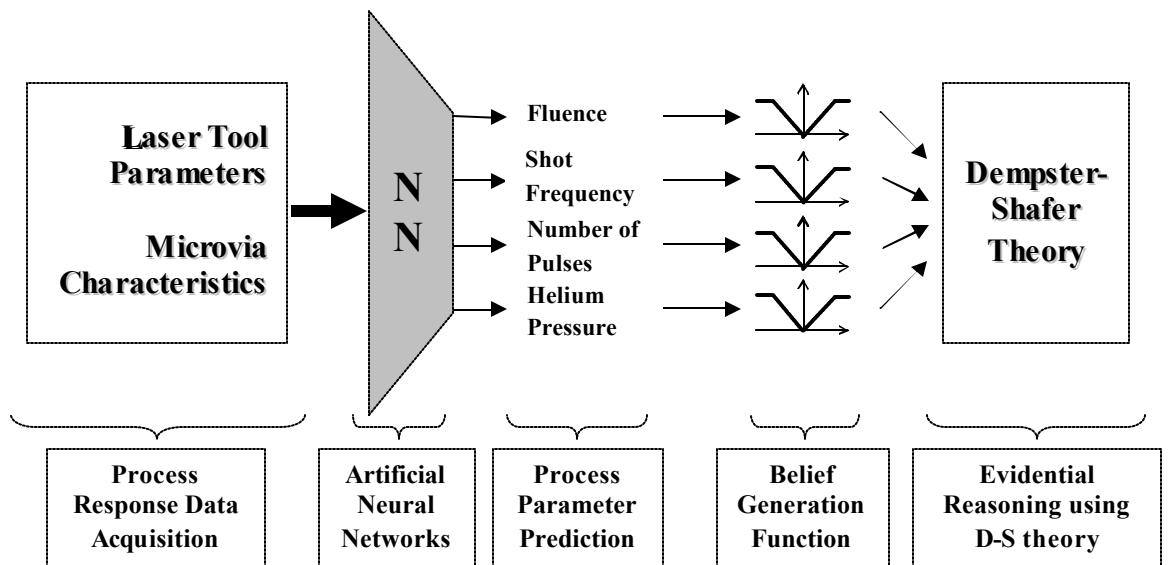 Laser Tool
Parameters
Microvia
Characteristics
N
N
Fluence
Shot
Frequency
Number of
Pulses
Helium
Pressure
Dempster-
Shafer
Theory
Process
Response Data
Acquisition
Artificial
Neural
Networks
Process
Parameter
Prediction
Belief
Generation
Function
Evidential
Reasoning using
D-S theory